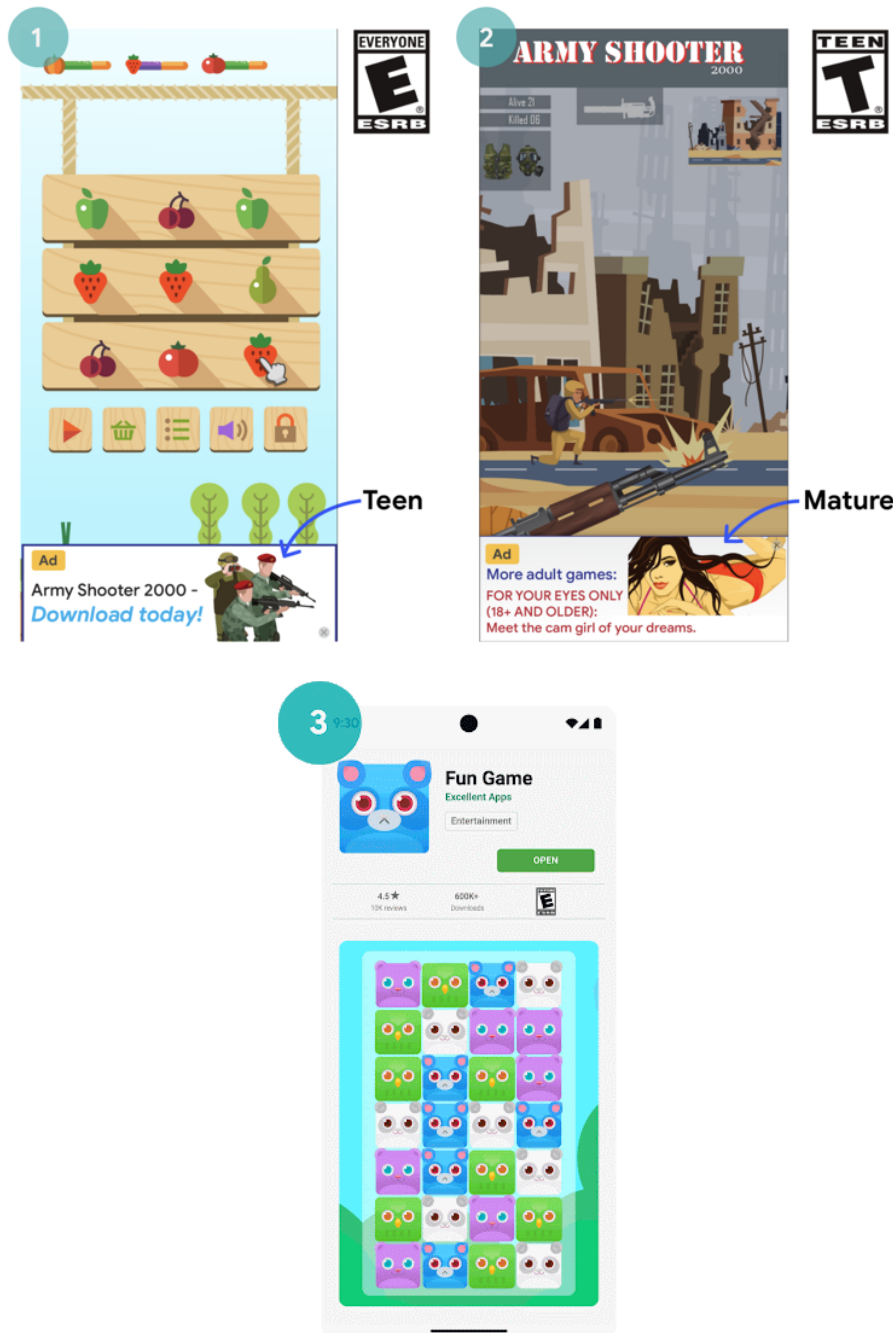 1
EVERYONE
E
ESRB
Teen
Ad
Army Shooter 2000 -
Download today!
2
ARMY SHOOTER
2000
TEEN
T
ESRB
Alive 21
Killed 06
Mature
Ad
More adult games:
FOR YOUR EYES ONLY
(18+ AND OLDER):
Meet the cam girl of your dreams.
3
9:30
Fun Game
Excellent Apps
Entertainment
OPEN
4.5★ 600K+
10K reviews Downloads
E
ESRB